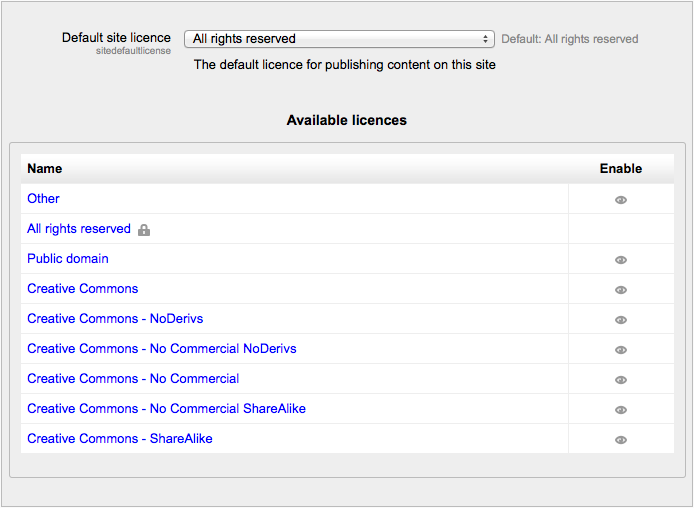 Default site licence All rights reserved Default: All rights reserved
sitedefaultlicense
The default licence for publishing content on this site
Available licences
Name Enable
Other
All rights reserved
Public domain
Creative Commons
Creative Commons - NoDerivs
Creative Commons - No Commercial NoDerivs
Creative Commons - No Commercial
Creative Commons - No Commercial ShareAlike
Creative Commons - ShareAlike